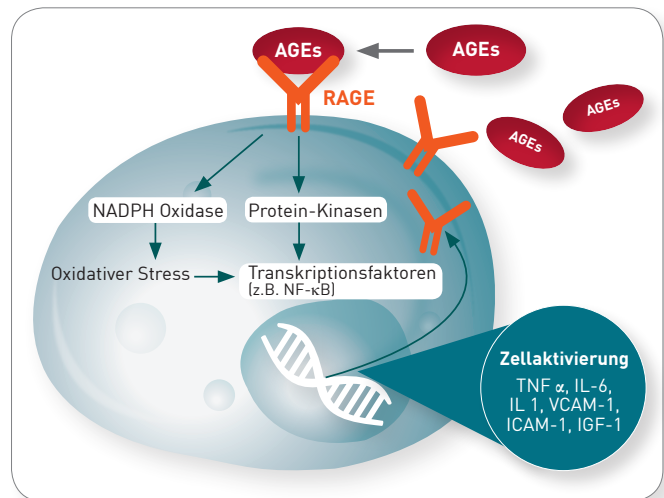 AGEs
AGEs
RAGE
AGEs
AGEs
NADPH Oxidase
Protein-Kinasen
Oxidativer Stress
Transkriptionsfaktoren
(z.B. NF-κB)
Zellaktivierung
TNF α, IL-6,
IL 1, VCAM-1,
ICAM-1, IGF-1